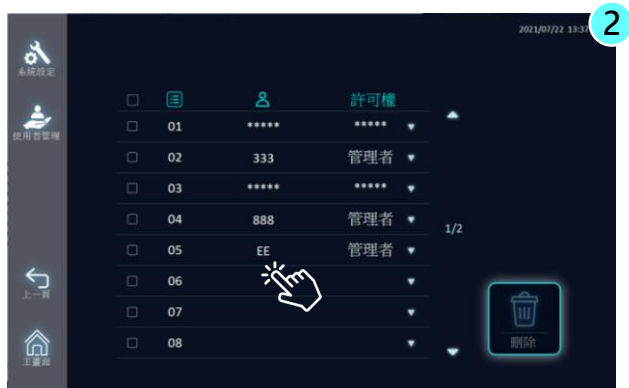 2
2021/07/22 13:37
系統設定
使用者管理
許可權
01 ***** *****
02 333 管理者
03 ***** *****
04 888 管理者
1/2
05 EE 管理者
06
07
08
上一頁
主畫面
刪除